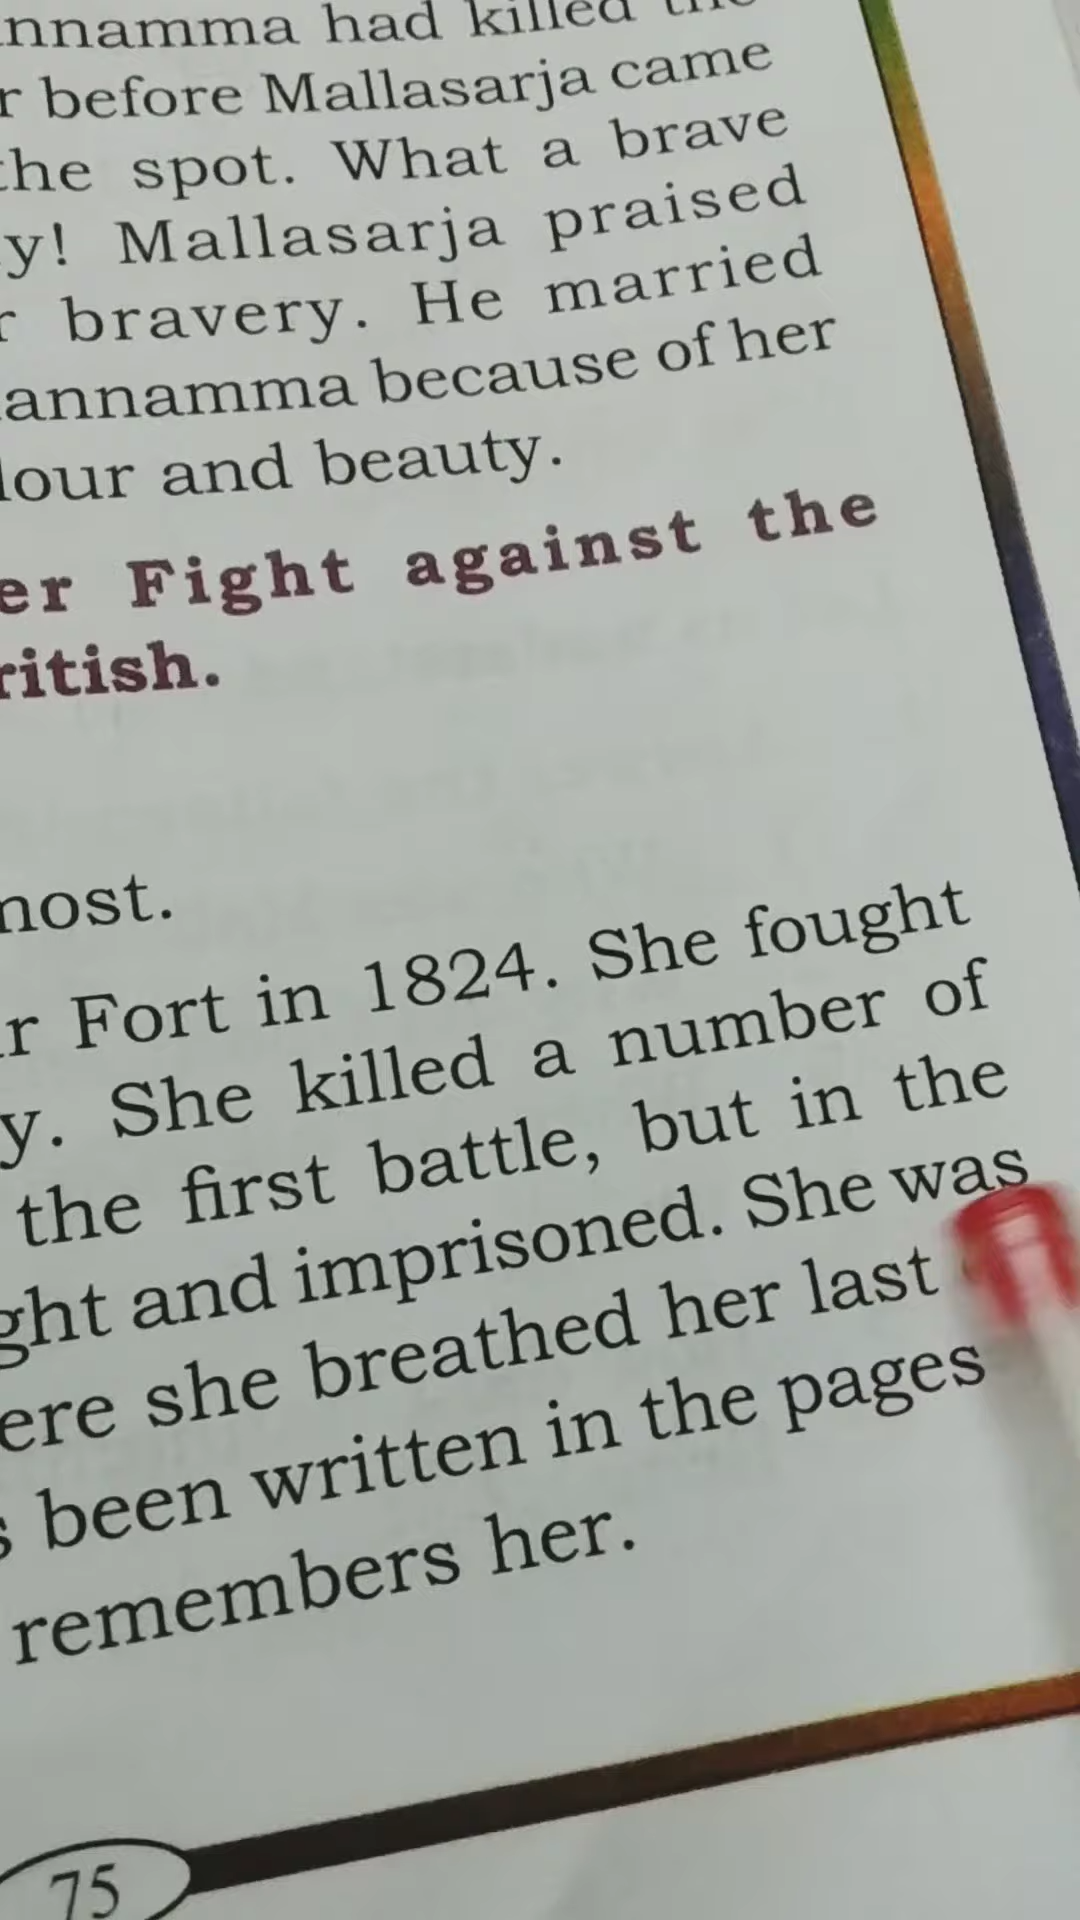 nnamma had killed the
r before Mallasarja came
the spot. What a brave
y! Mallasarja praised
r bravery. He married
annamma because of her
lour and beauty.
er Fight against the
ritish.
most.
r Fort in 1824. She fought
y. She killed a number of
the first battle, but in the
ght and imprisoned. She was
ere she breathed her last
s been written in the pages
remembers her.
75